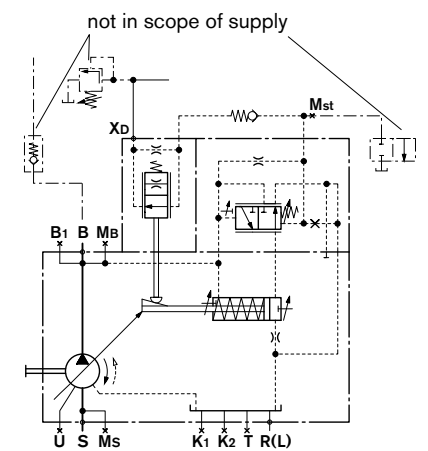 not in scope of supply
Mst
XD
B1 B MB
U S MS K1 K2 T R(L)